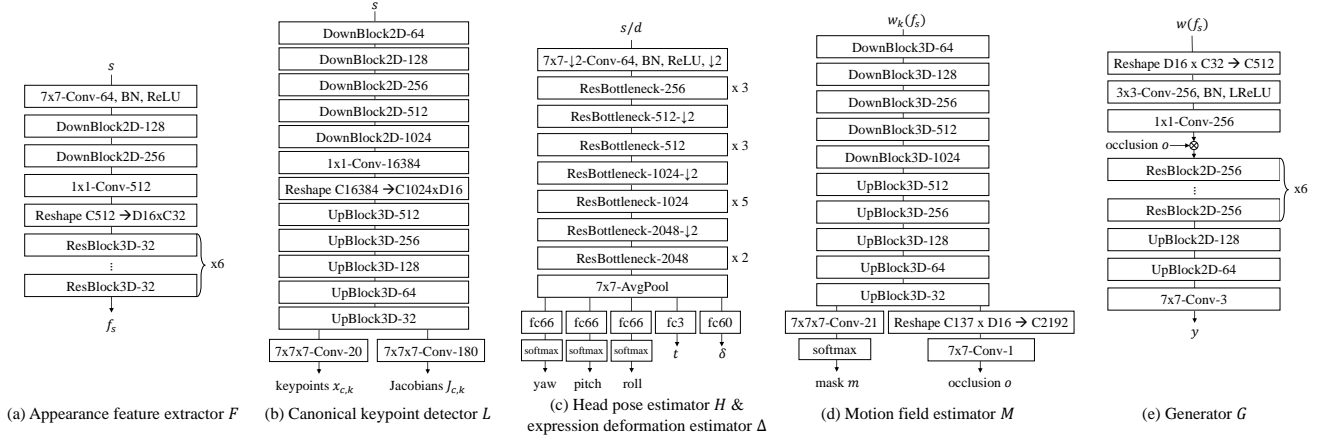 s
7x7-Conv-64, BN, ReLU
DownBlock2D-128
DownBlock2D-256
1x1-Conv-512
Reshape C512 →D16xC32
ResBlock3D-32
⋮
ResBlock3D-32
x6
f_s
(a) Appearance feature extractor F
s
DownBlock2D-64
DownBlock2D-128
DownBlock2D-256
DownBlock2D-512
DownBlock2D-1024
1x1-Conv-16384
Reshape C16384 →C1024xD16
UpBlock3D-512
UpBlock3D-256
UpBlock3D-128
UpBlock3D-64
UpBlock3D-32
7x7x7-Conv-20 7x7x7-Conv-180
keypoints x_{c,k} Jacobians J_{c,k}
(b) Canonical keypoint detector L
s/d
7x7-↓2-Conv-64, BN, ReLU, ↓2
ResBottleneck-256 x 3
ResBottleneck-512-↓2
ResBottleneck-512 x 3
ResBottleneck-1024-↓2
ResBottleneck-1024 x 5
ResBottleneck-2048-↓2
ResBottleneck-2048 x 2
7x7-AvgPool
fc66 fc66 fc66 fc3 fc60
softmax softmax softmax t δ
yaw pitch roll
(c) Head pose estimator H &
expression deformation estimator Δ
w_k(f_s)
DownBlock3D-64
DownBlock3D-128
DownBlock3D-256
DownBlock3D-512
DownBlock3D-1024
UpBlock3D-512
UpBlock3D-256
UpBlock3D-128
UpBlock3D-64
UpBlock3D-32
7x7x7-Conv-21 Reshape C137 x D16 → C2192
softmax 7x7-Conv-1
mask m occlusion o
(d) Motion field estimator M
w(f_s)
Reshape D16 x C32 → C512
3x3-Conv-256, BN, LReLU
1x1-Conv-256
occlusion o
ResBlock2D-256
⋮
ResBlock2D-256
x6
UpBlock2D-128
UpBlock2D-64
7x7-Conv-3
y
(e) Generator G